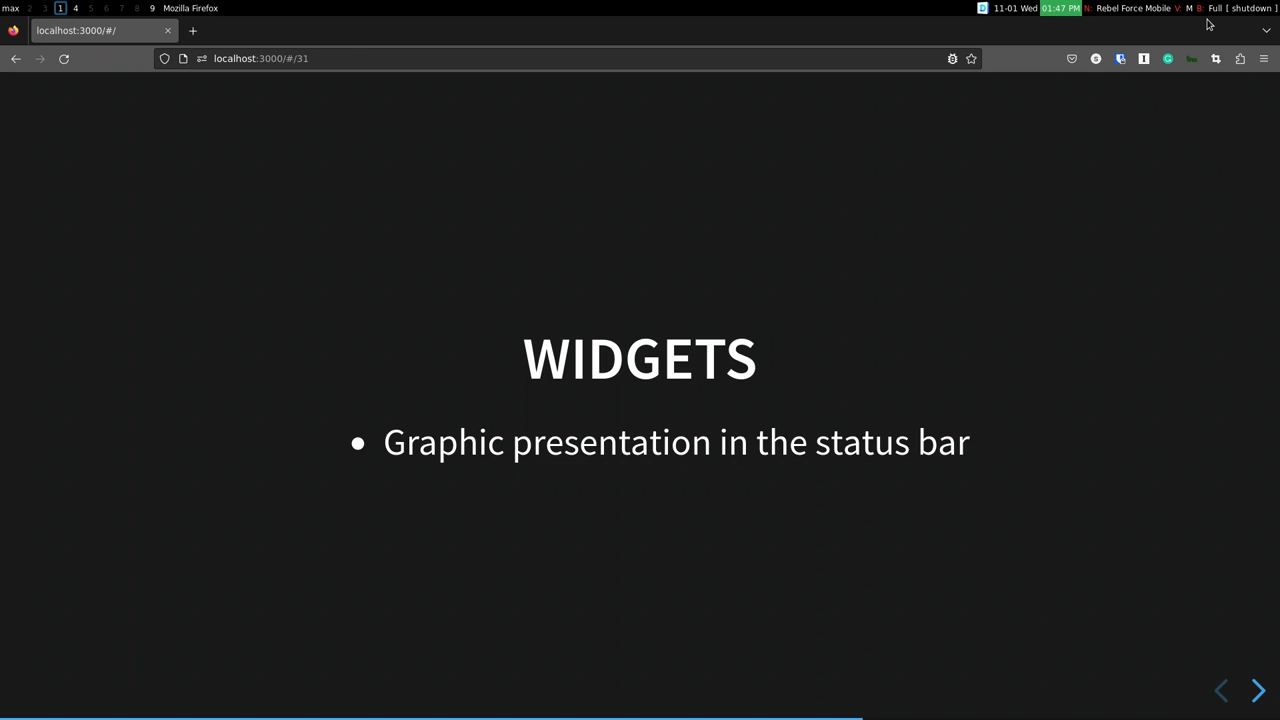 max 2 3 1 4 5 6 7 8 9 Mozilla Firefox
D 11-01 Wed 01:47 PM N: Rebel Force Mobile V: M B: Full [ shutdown ]
localhost:3000/#/
localhost:3000/#/31
WIDGETS
• Graphic presentation in the status bar